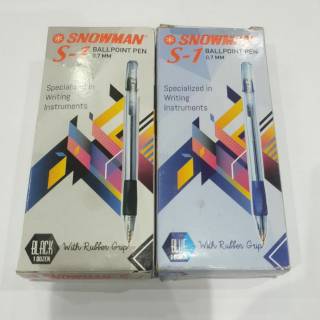 SNOWMAN
S-1 BALLPOINT PEN
0.7 MM
Specialized in
Writing
Instruments
BLACK
1 DOZEN
With Rubber Grip
SNOWMAN
S-1 BALLPOINT PEN
0.7 MM
Specialized in
Writing
Instruments
BLUE
1 DOZEN
With Rubber Grip